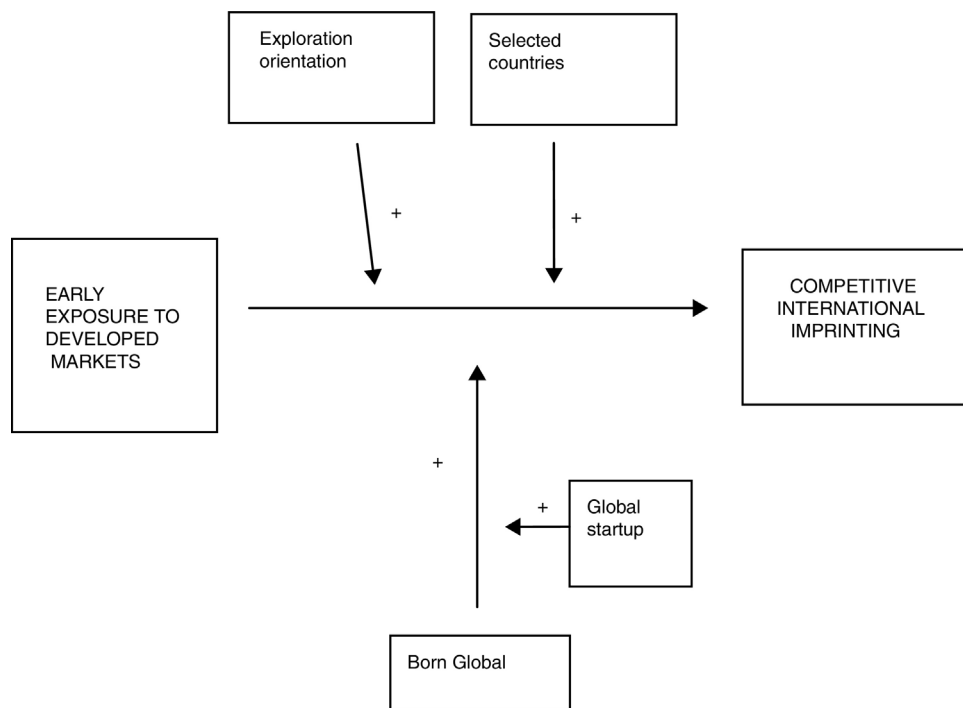 Exploration
orientation
Selected
countries
+
+
EARLY
EXPOSURE TO
DEVELOPED
MARKETS
COMPETITIVE
INTERNATIONAL
IMPRINTING
+
+
Global
startup
Born Global